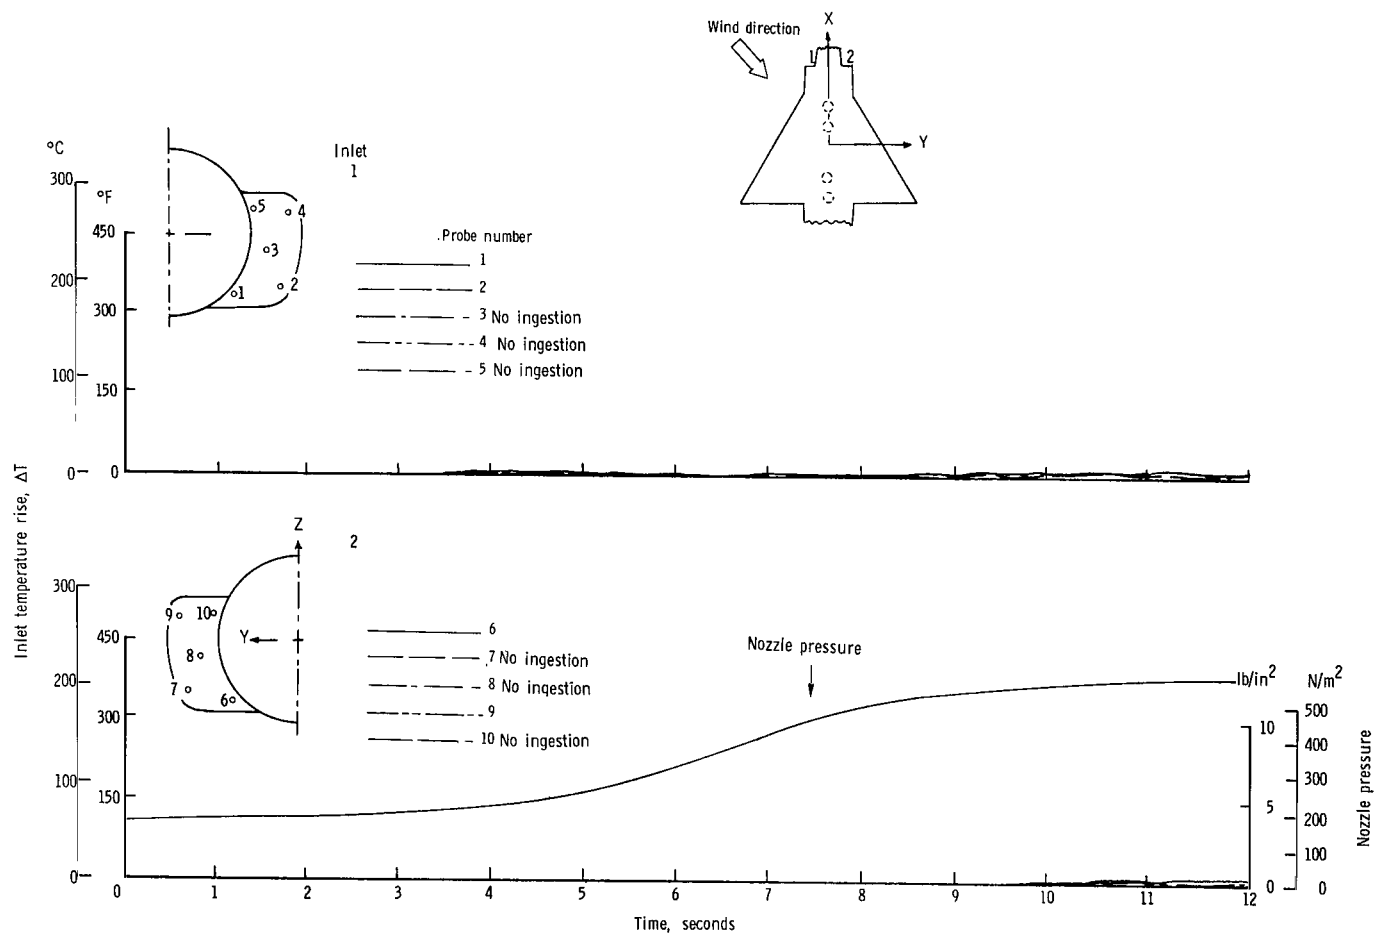 X
Wind direction
1 2
Y
°C
Inlet
1
300
°F
5 4
450
.Probe number
3
1
200
2
1 2
300
3 No ingestion
4 No ingestion
100
5 No ingestion
150
0 0
Inlet temperature rise, ΔT
Z
2
300
9 10
6
450
Y
Nozzle pressure
8
7 No ingestion
200
7
8 No ingestion
lb/in² N/m²
6
300
9
10 500
10 No ingestion
400
100
300
150
5
200
Nozzle pressure
100
0
0 0
0 1 2 3 4 5 6 7 8 9 10 11 12
Time, seconds